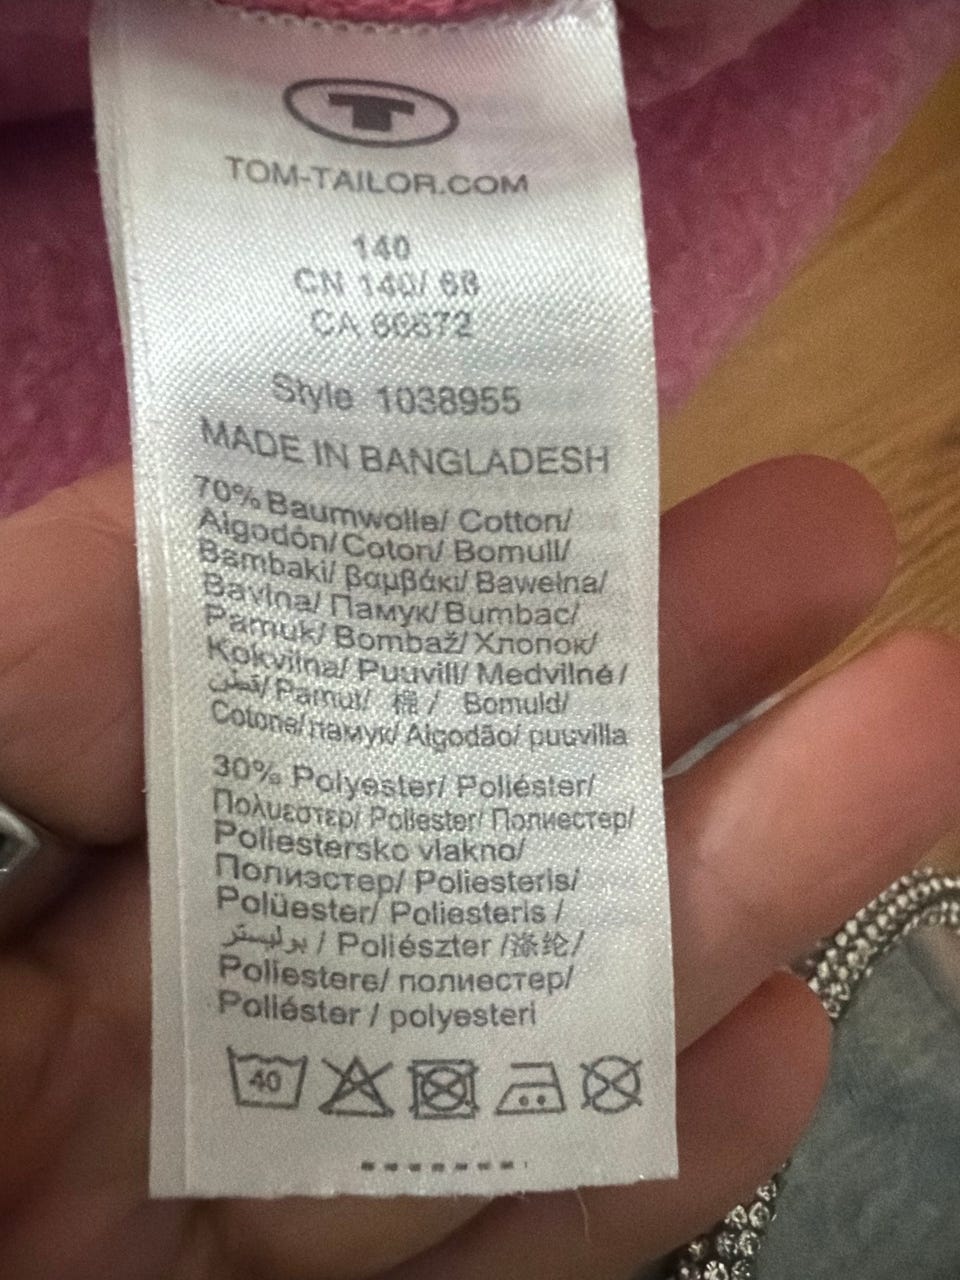 T
TOM-TAILOR.COM
140
CN 140/ 68
CA 66672
Style 1038955
MADE IN BANGLADESH
70% Baumwolle/ Cotton/
Algodón/ Coton/ Bomull/
Bambaki/ βαμβάκι/ Bawełna/
Bavlna/ Памук/ Bumbac/
Pamuk/ Bombaž/ Хлопок/
Kokvilna/ Puuvill/ Medvilné/
قطن/ Pamut/ 棉 / Bomuld/
Cotone/ памук/ Algodão/ puuvilla
30% Polyester/ Poliéster/
Πολυεστερ/ Poliester/ Полиестер/
Poliestersko vlakno/
Полиэстер/ Poliesteris/
Polüester/ Poliesteris /
بوليستر / Poliészter /涤纶/
Poliestere/ полиестер/
Poliéster / polyesteri
40